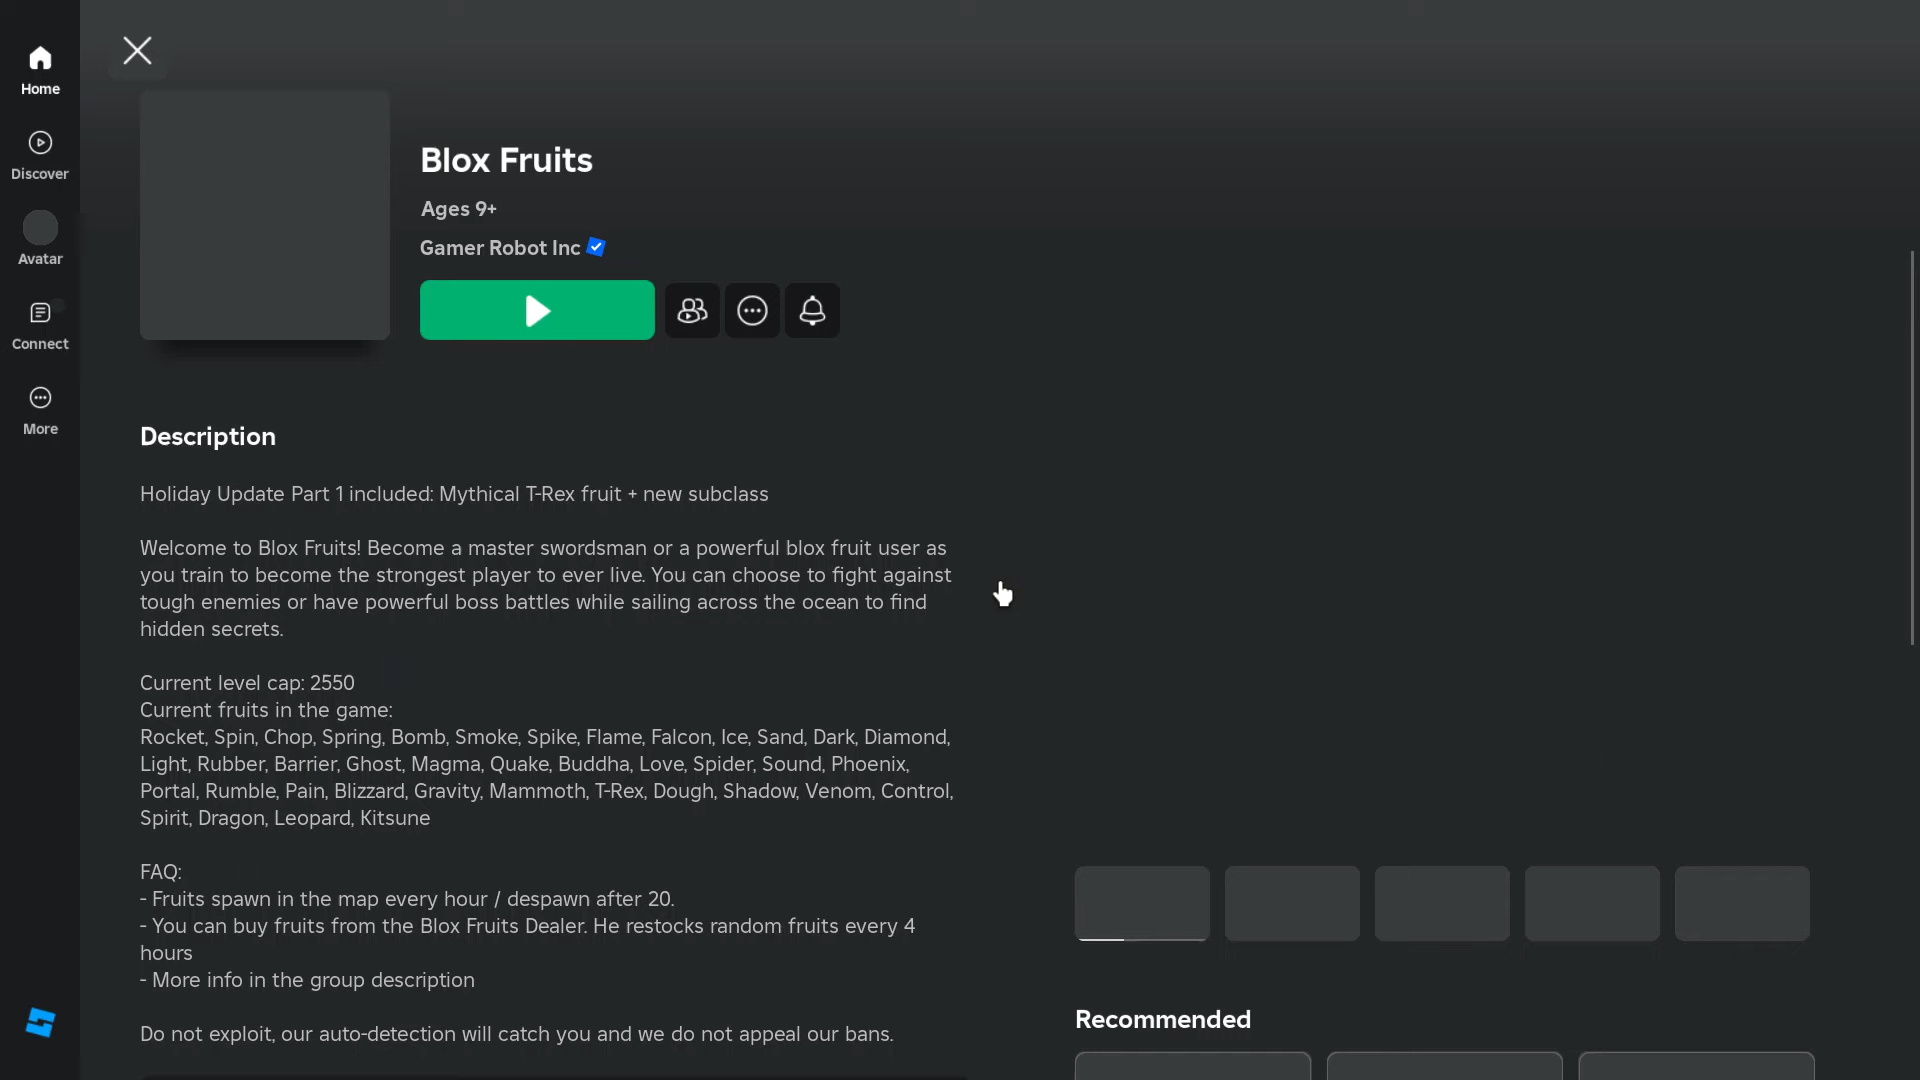 Home
Discover
Avatar
Connect
More
Blox Fruits
Ages 9+
Gamer Robot Inc
Description
Holiday Update Part 1 included: Mythical T-Rex fruit + new subclass
Welcome to Blox Fruits! Become a master swordsman or a powerful blox fruit user as
you train to become the strongest player to ever live. You can choose to fight against
tough enemies or have powerful boss battles while sailing across the ocean to find
hidden secrets.
Current level cap: 2550
Current fruits in the game:
Rocket, Spin, Chop, Spring, Bomb, Smoke, Spike, Flame, Falcon, Ice, Sand, Dark, Diamond,
Light, Rubber, Barrier, Ghost, Magma, Quake, Buddha, Love, Spider, Sound, Phoenix,
Portal, Rumble, Pain, Blizzard, Gravity, Mammoth, T-Rex, Dough, Shadow, Venom, Control,
Spirit, Dragon, Leopard, Kitsune
FAQ:
- Fruits spawn in the map every hour / despawn after 20.
- You can buy fruits from the Blox Fruits Dealer. He restocks random fruits every 4
hours
- More info in the group description
Do not exploit, our auto-detection will catch you and we do not appeal our bans.
Recommended